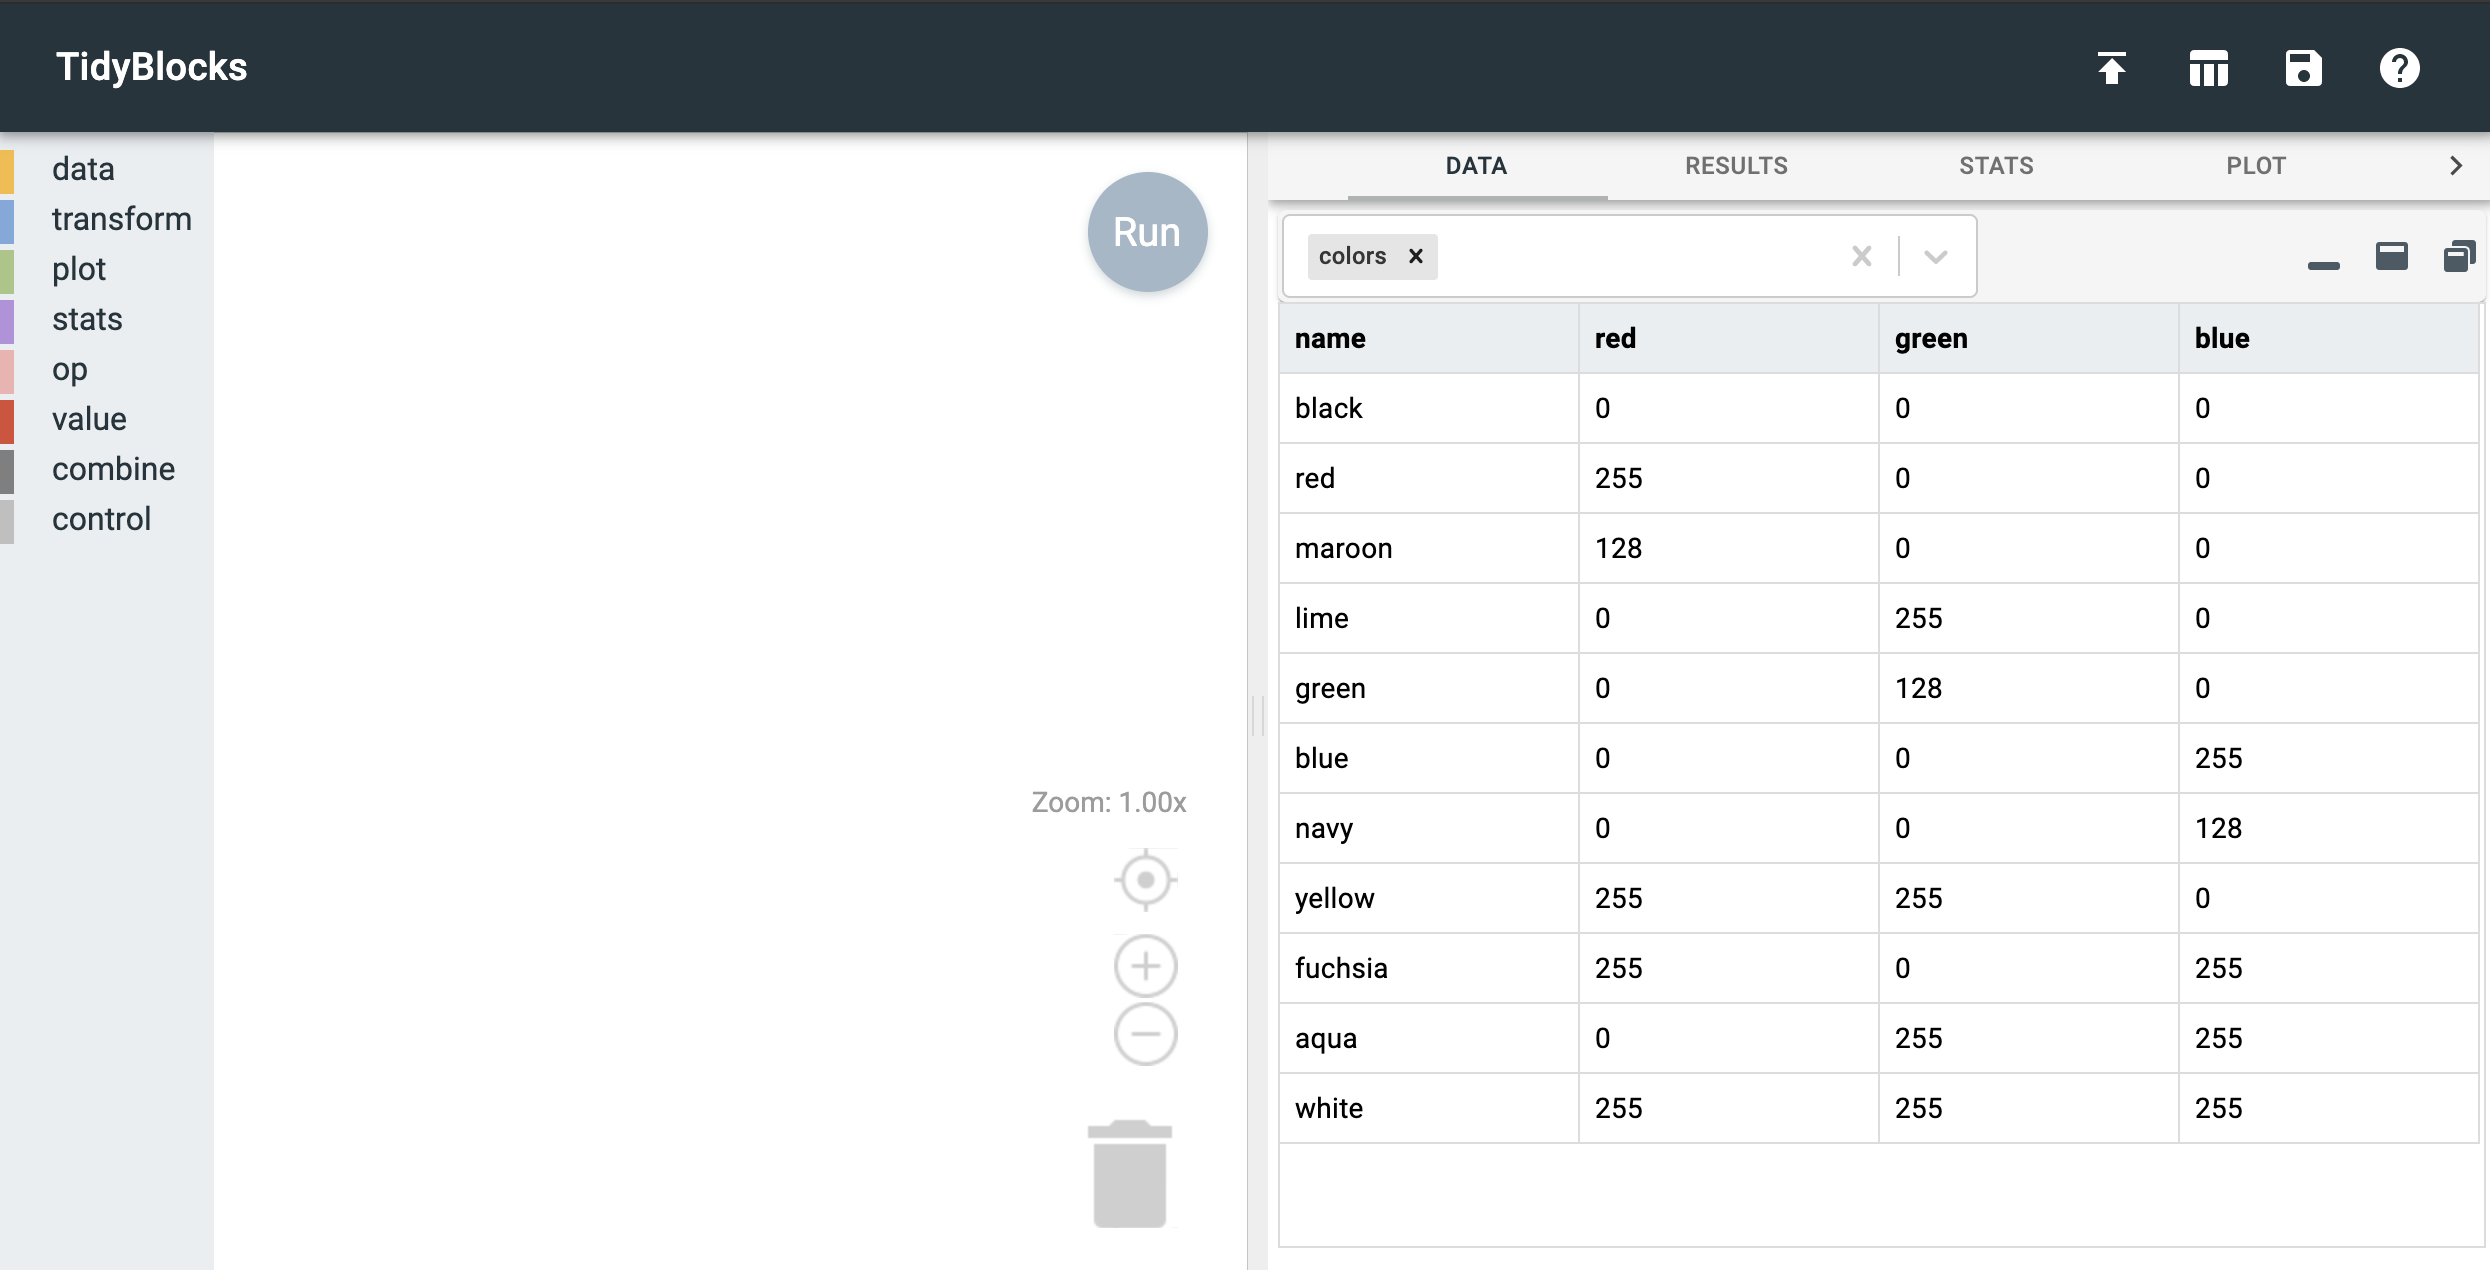 TidyBlocks
data
transform
plot
stats
op
value
combine
control
Run
Zoom: 1.00x
DATA RESULTS STATS PLOT
colors
name red green blue
black 0 0 0
red 255 0 0
maroon 128 0 0
lime 0 255 0
green 0 128 0
blue 0 0 255
navy 0 0 128
yellow 255 255 0
fuchsia 255 0 255
aqua 0 255 255
white 255 255 255